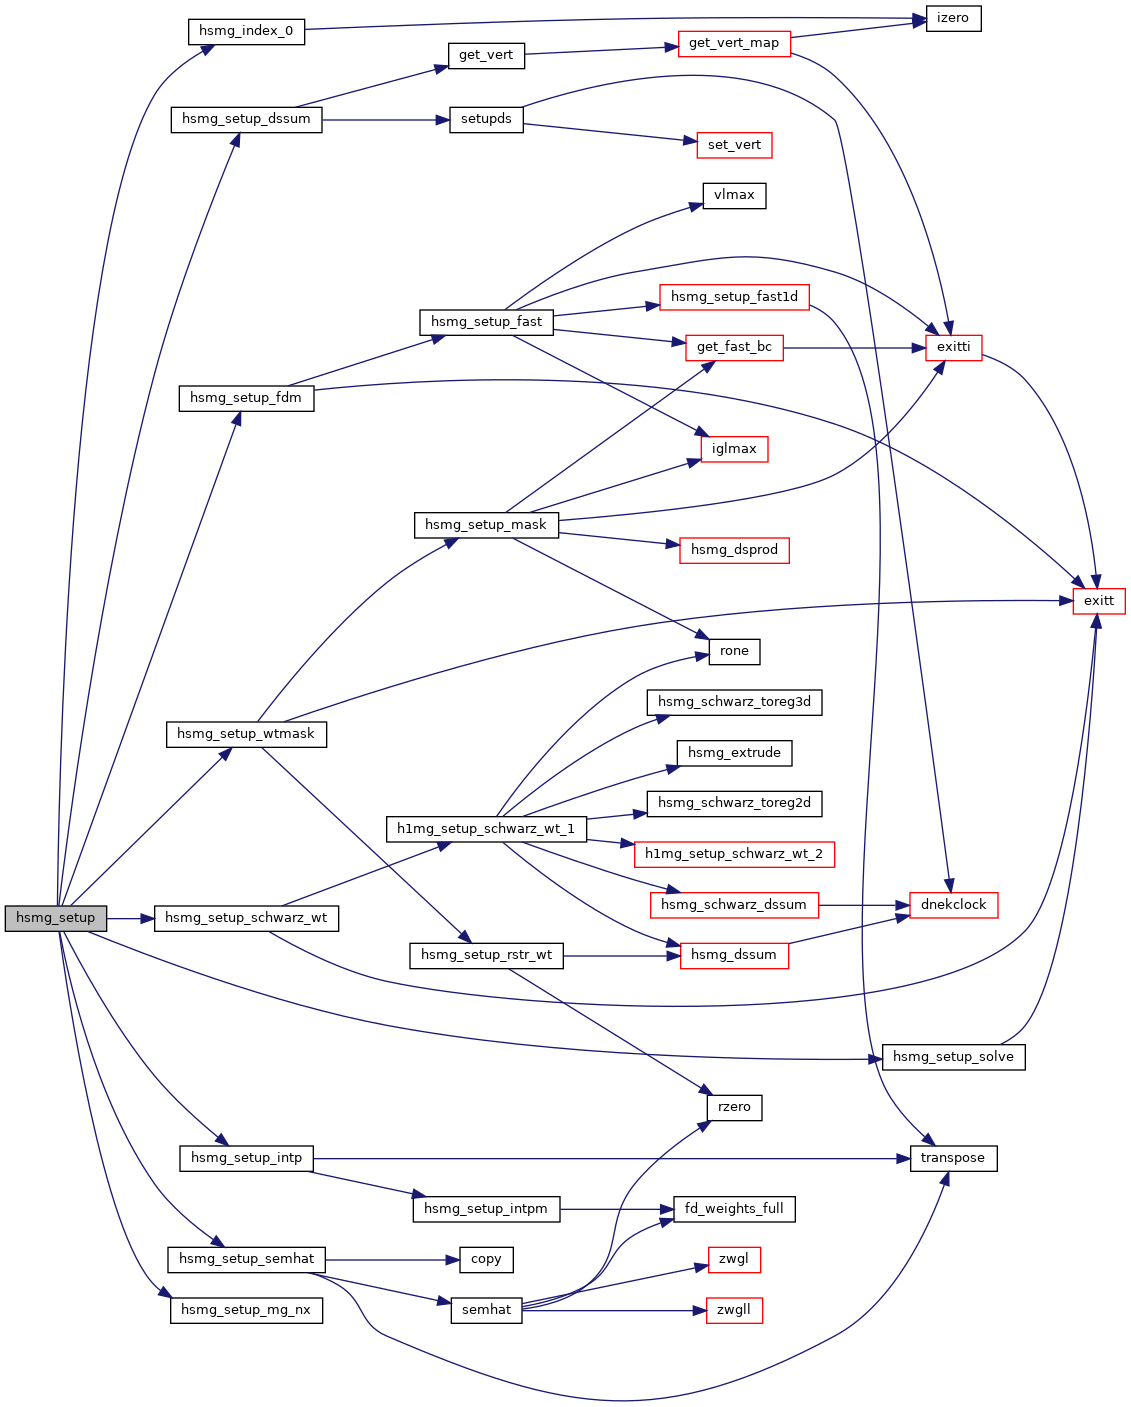 izero
hsmg_index_0
get_vert_map
get_vert
hsmg_setup_dssum
setupds
set_vert
vlmax
hsmg_setup_fast1d
hsmg_setup_fast
get_fast_bc
exitti
hsmg_setup_fdm
iglmax
hsmg_setup_mask
hsmg_dsprod
exitt
rone
hsmg_schwarz_toreg3d
hsmg_setup_wtmask
hsmg_extrude
hsmg_schwarz_toreg2d
h1mg_setup_schwarz_wt_1
h1mg_setup_schwarz_wt_2
hsmg_schwarz_dssum
dnekclock
hsmg_setup
hsmg_setup_schwarz_wt
hsmg_setup_rstr_wt
hsmg_dssum
hsmg_setup_solve
rzero
hsmg_setup_intp
transpose
hsmg_setup_intpm
fd_weights_full
hsmg_setup_semhat
copy
zwgl
hsmg_setup_mg_nx
semhat
zwgll